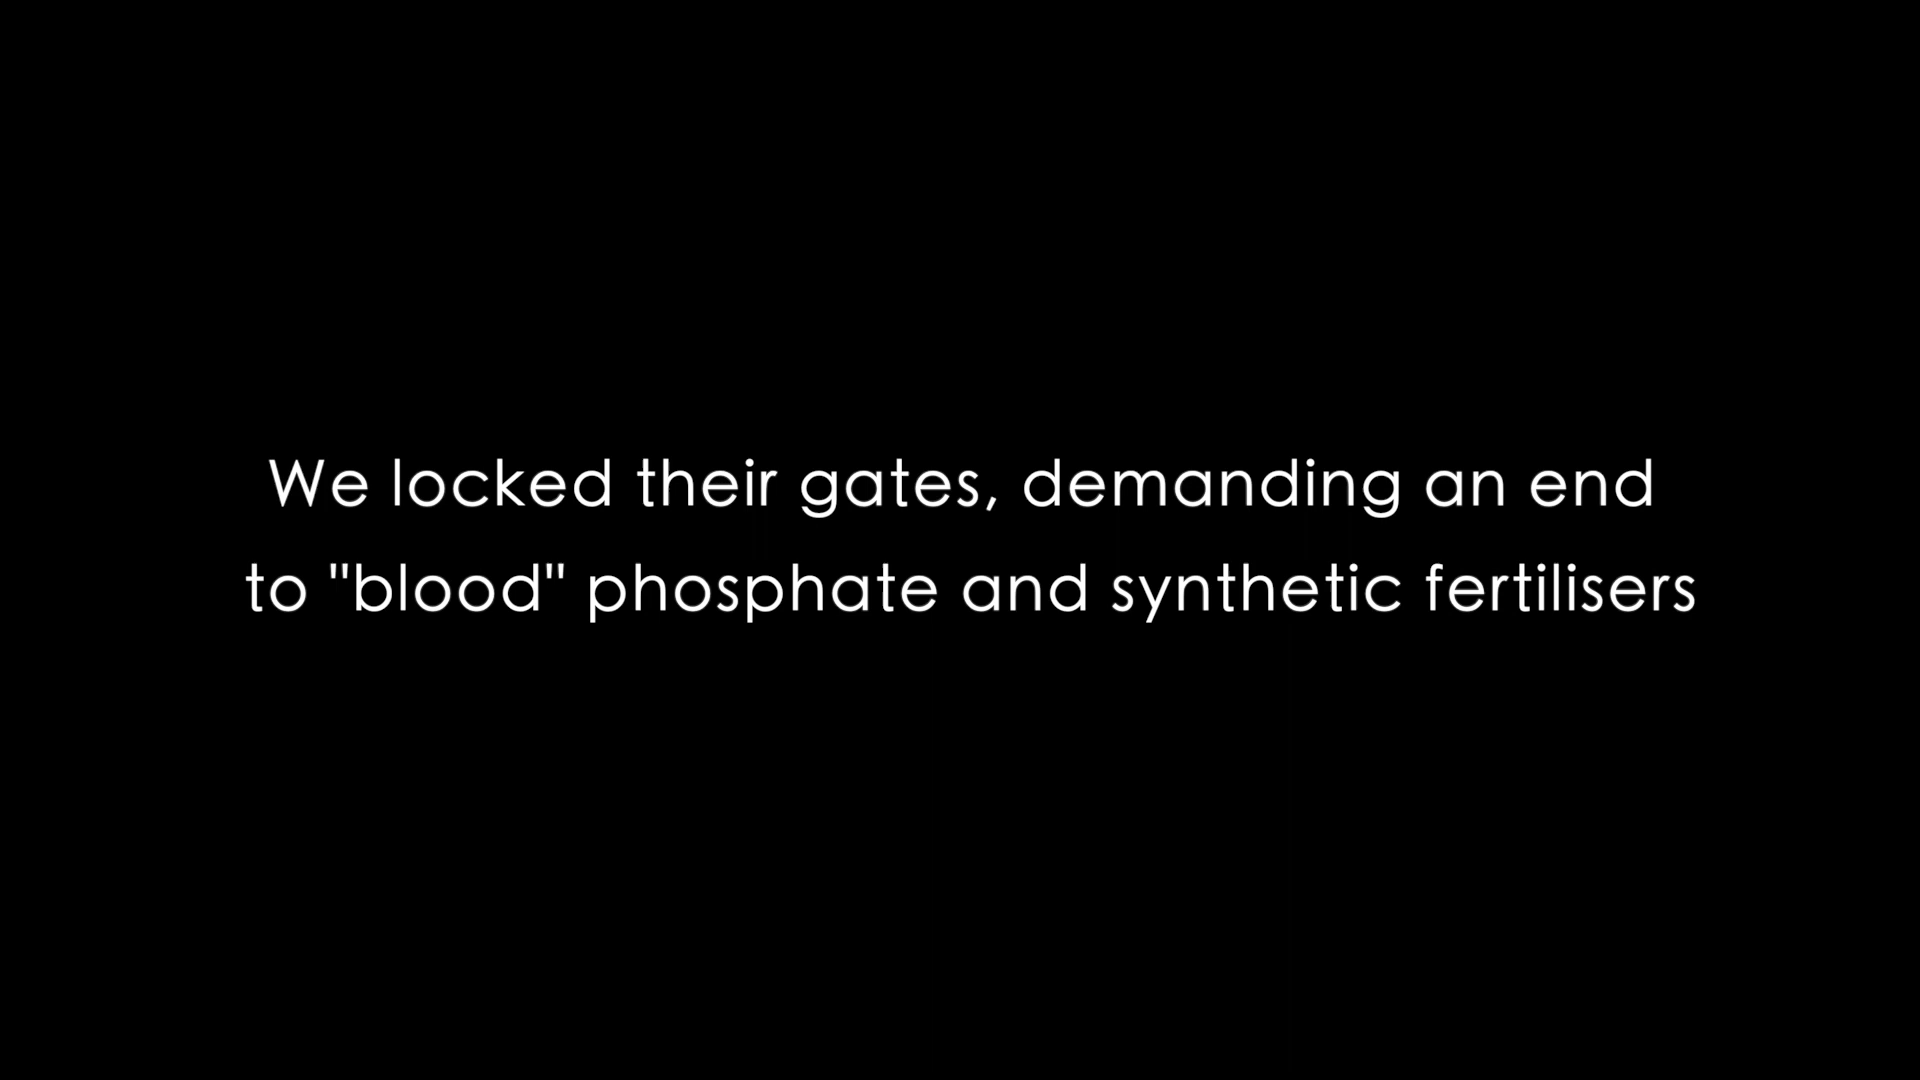 We locked their gates, demanding an end
to "blood" phosphate and synthetic fertilisers